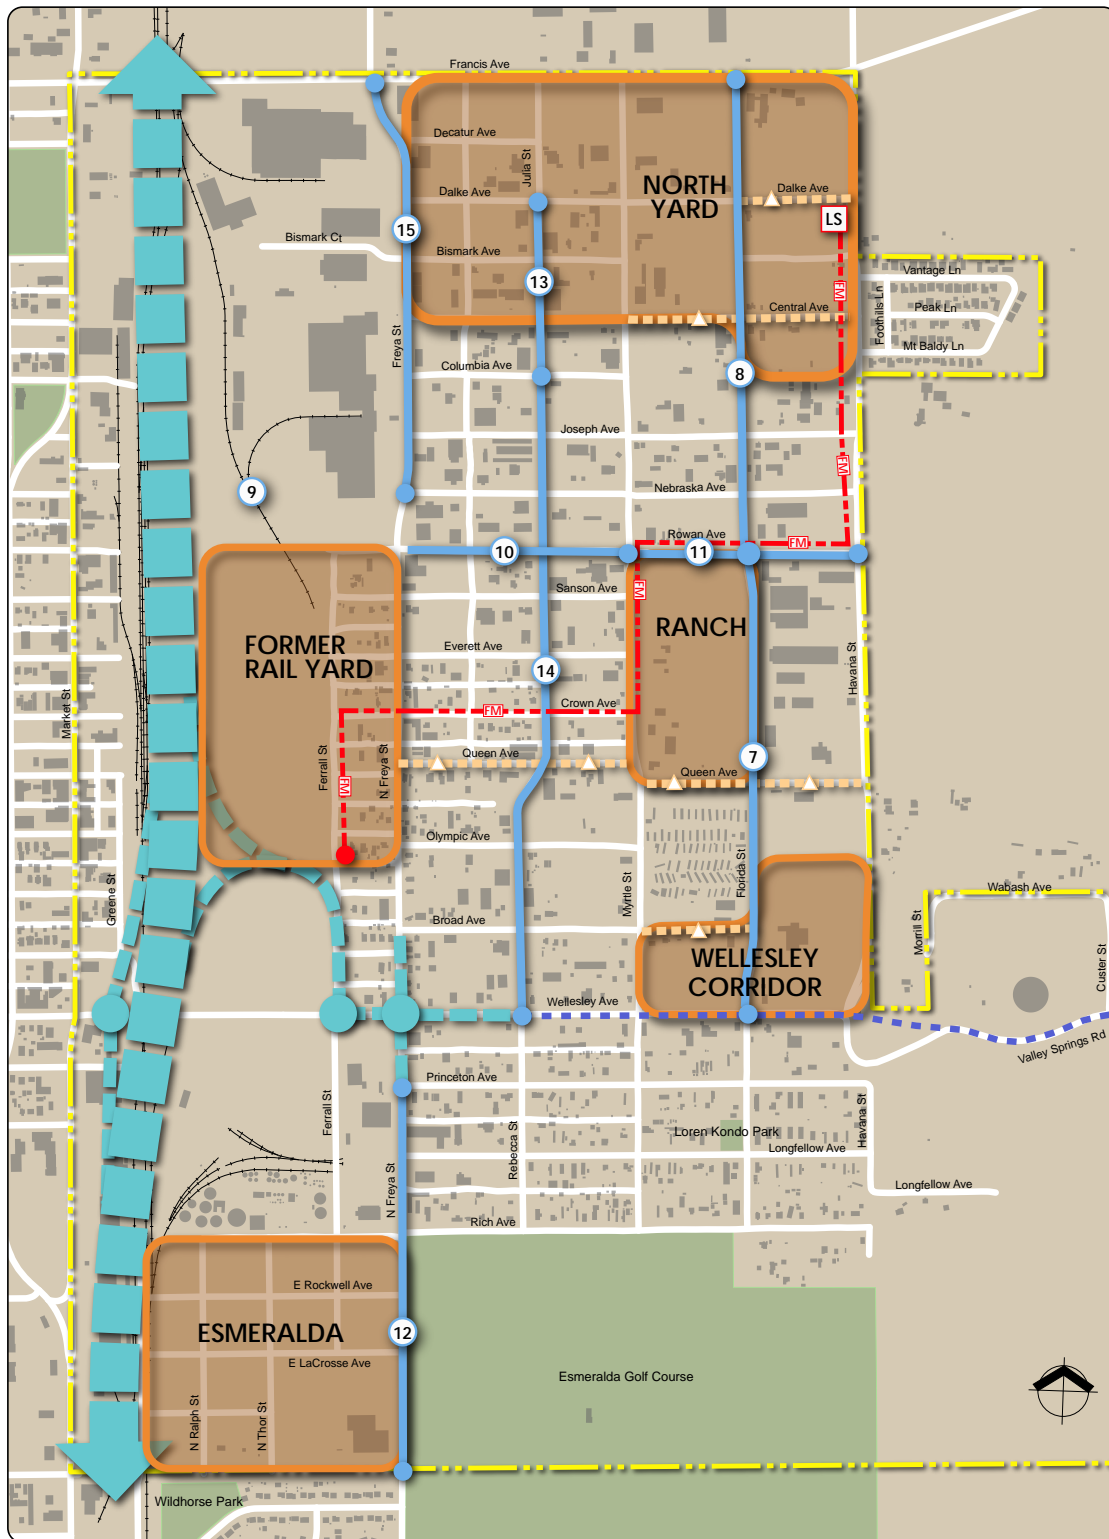 Francis Ave
Decatur Ave
Julia St
NORTH
YARD
Dalke Ave
Dalke Ave
LS
15
Bismark Ct
Bismark Ave
13
Vantage Ln
FM
Foothills Ln
Central Ave
Peak Ln
Freya St
Mt Baldy Ln
Columbia Ave
8
Joseph Ave
FM
9
Nebraska Ave
Rowan Ave
10
11
FM
Sanson Ave
FM
FORMER
RAIL YARD
RANCH
Everett Ave
14
Havana St
Market St
Crown Ave
FM
Ferrall St
N Freya St
Queen Ave
7
FM
Queen Ave
Olympic Ave
Greene St
Myrtle St
Florida St
Wabash Ave
Broad Ave
Morrill St
WELLESLEY
CORRIDOR
Custer St
Wellesley Ave
Valley Springs Rd
Princeton Ave
Ferrall St
Rebecca St
Loren Kondo Park
Havana St
Longfellow Ave
N Freya St
Longfellow Ave
Rich Ave
E Rockwell Ave
ESMERALDA
12
E LaCrosse Ave
Esmeralda Golf Course
N Ralph St
N Thor St
Wildhorse Park